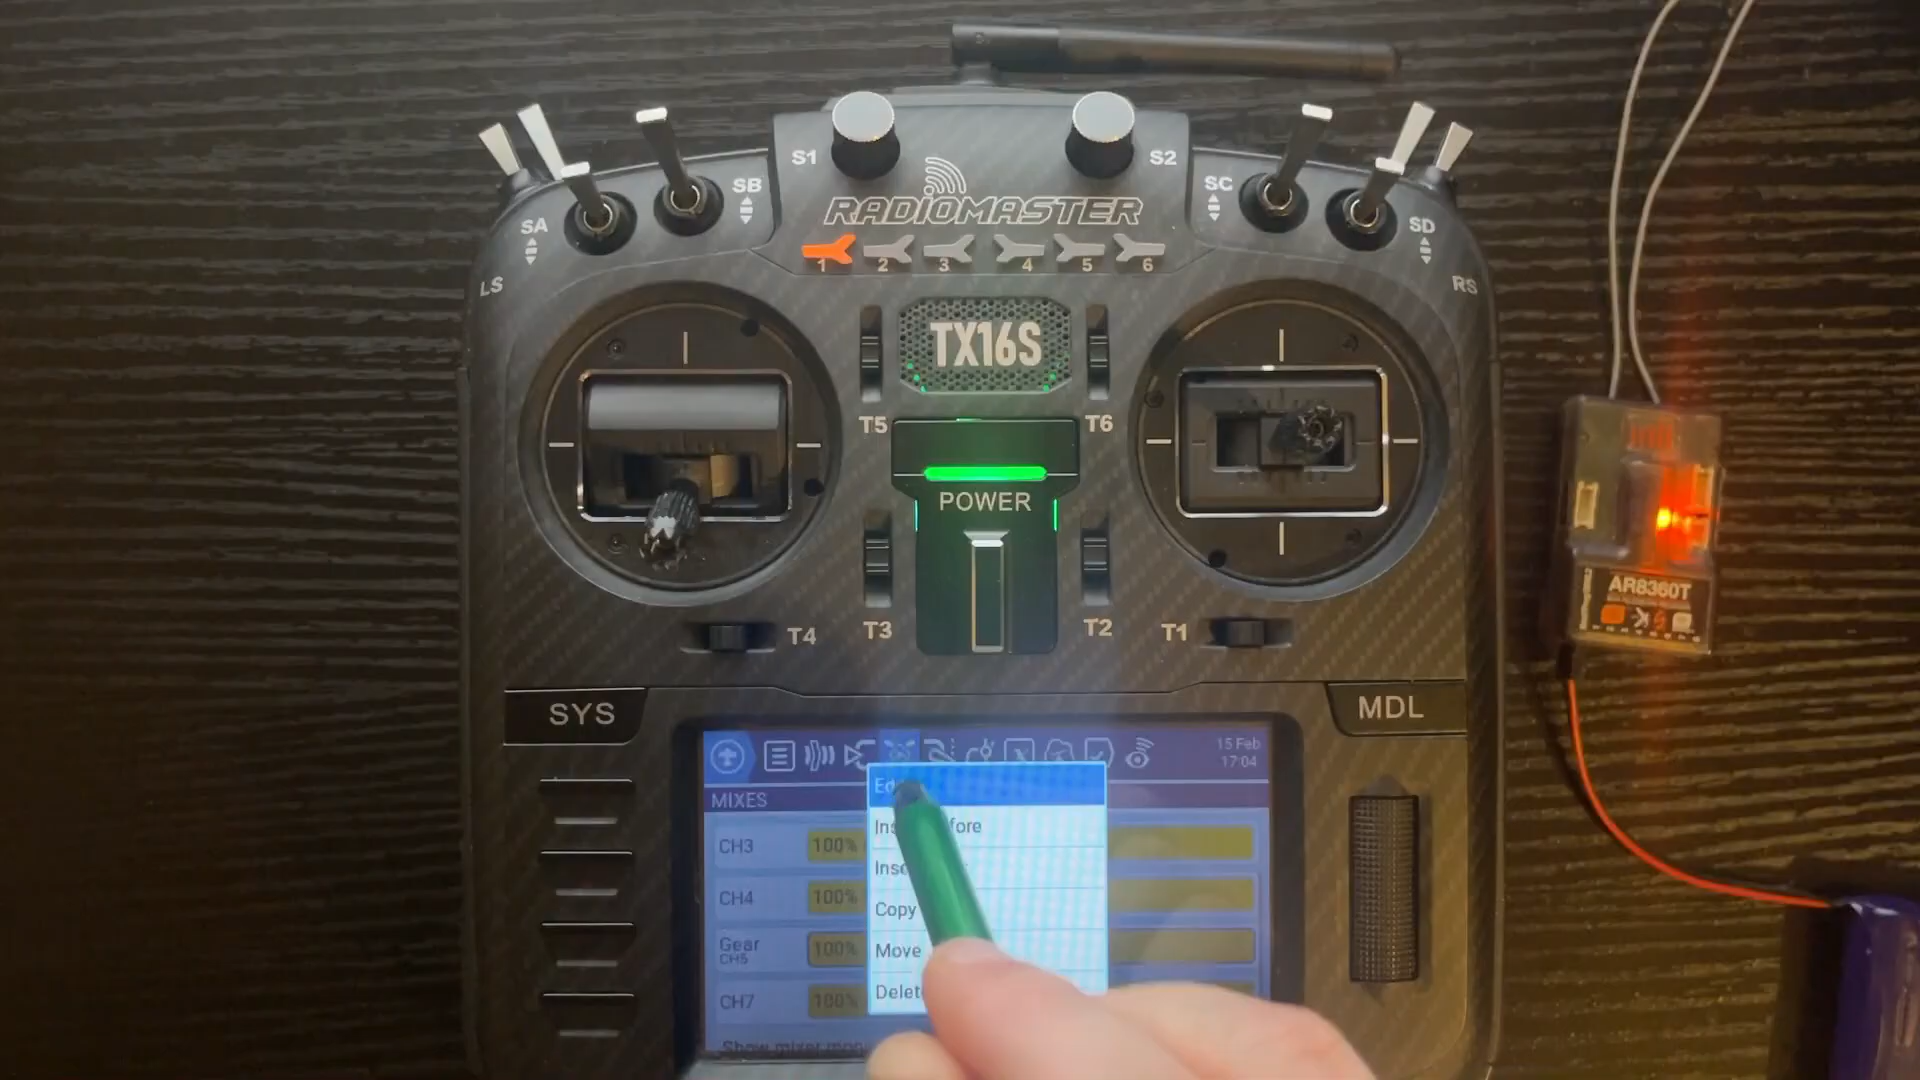 S1
S2
SB
SC
SA
SD
RADIOMASTER
1 2 3 4 5 6
LS
RS
TX16S
T5
T6
POWER
AR8360T
T4
T3
T2
T1
SYS
MDL
15 Feb
17:04
MIXES
CH3 100%
CH4 100%
Gear
CH5 100%
CH7 100%
Copy
Move